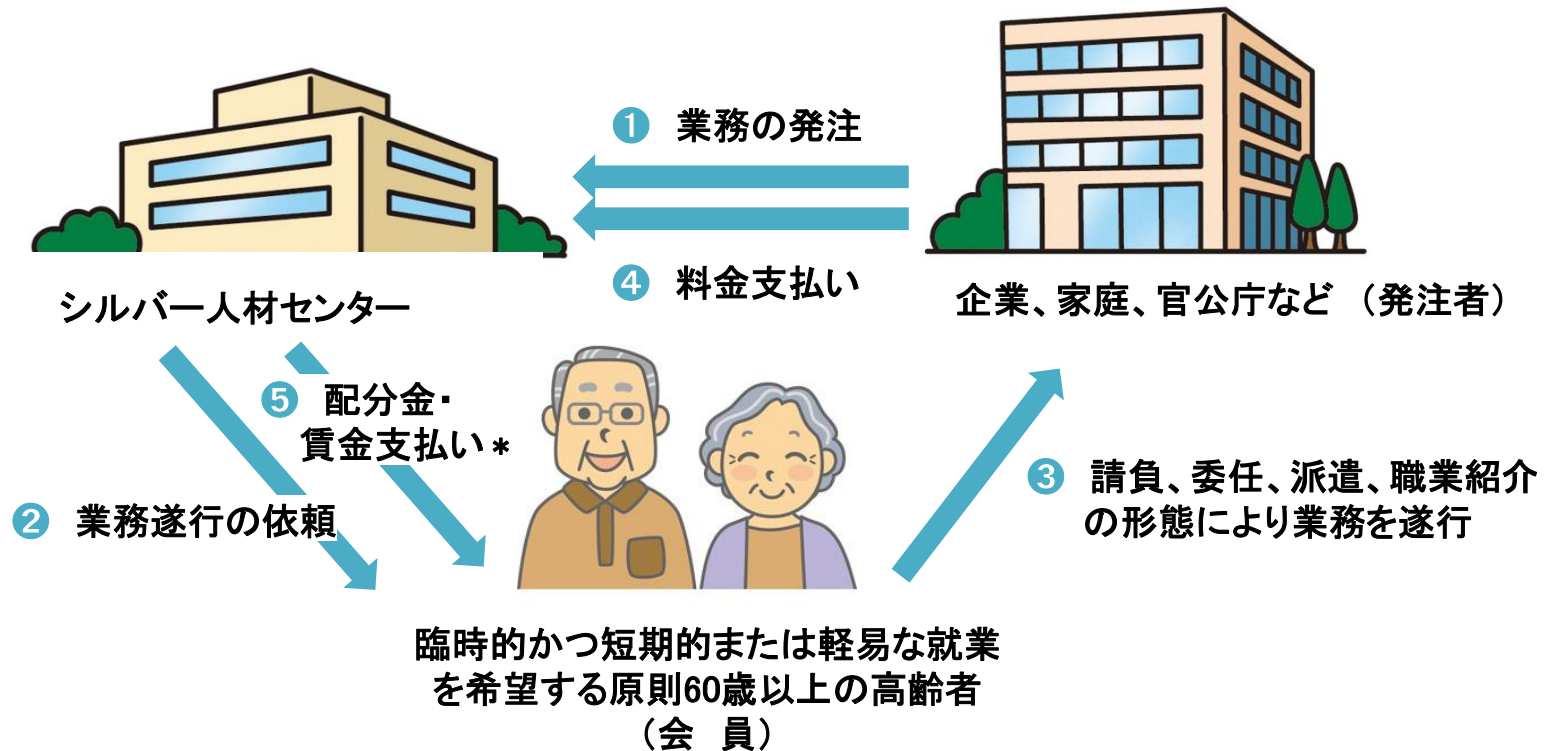 ❶ 業務の発注
❹ 料金支払い
シルバー人材センター
企業、家庭、官公庁など （発注者）
❺ 配分金・
賃金支払い＊
❷ 業務遂行の依頼
❸ 請負、委任、派遣、職業紹介
の形態により業務を遂行
臨時的かつ短期的または軽易な就業
を希望する原則60歳以上の高齢者
（会　員）